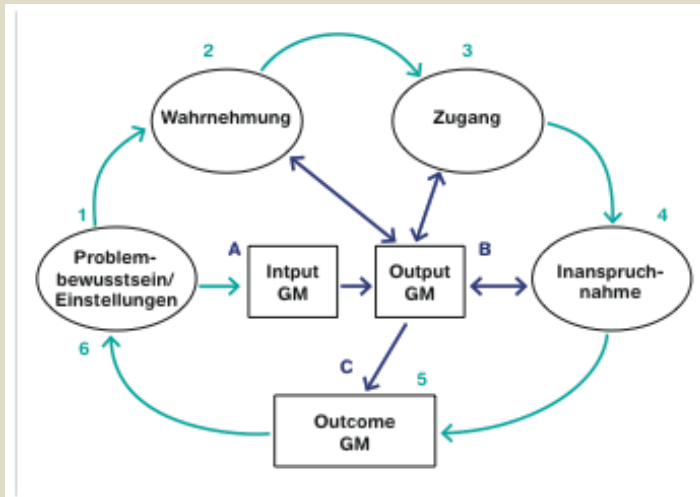 2
3
Wahrnehmung
Zugang
1
4
A
B
Problem-
bewusstsein/
Einstellungen
Intput
GM
Output
GM
Inanspruch-
nahme
6
C
5
Outcome
GM